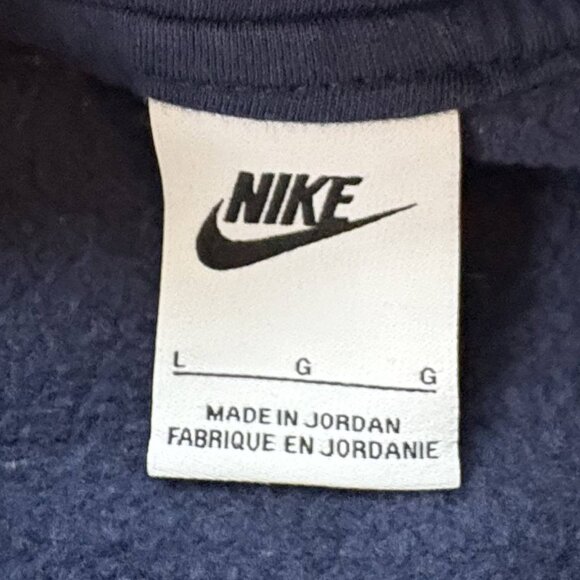 NIKE
L G G
MADE IN JORDAN
FABRIQUE EN JORDANIE